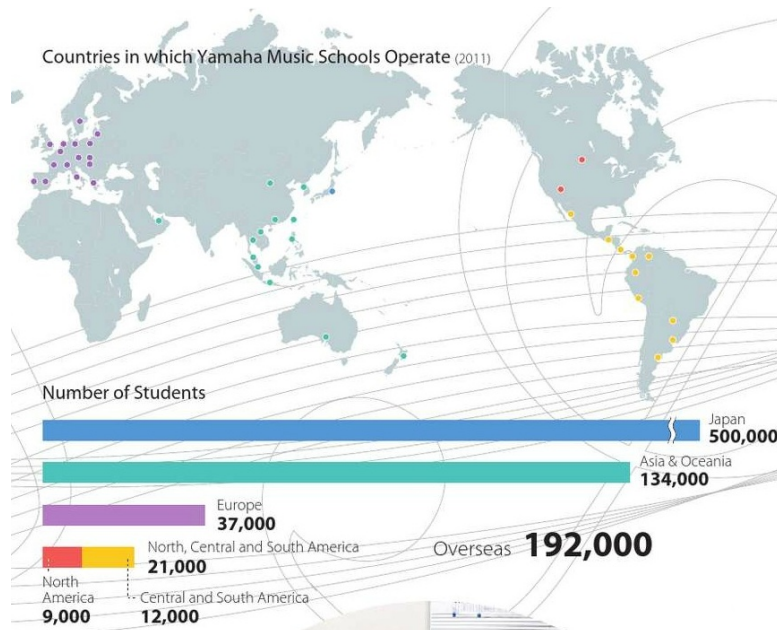 Countries in which Yamaha Music Schools Operate (2011)
Number of Students
Japan
500,000
Asia & Oceania
134,000
Europe
37,000
North, Central and South America
21,000
Overseas 192,000
North
America
9,000
Central and South America
12,000